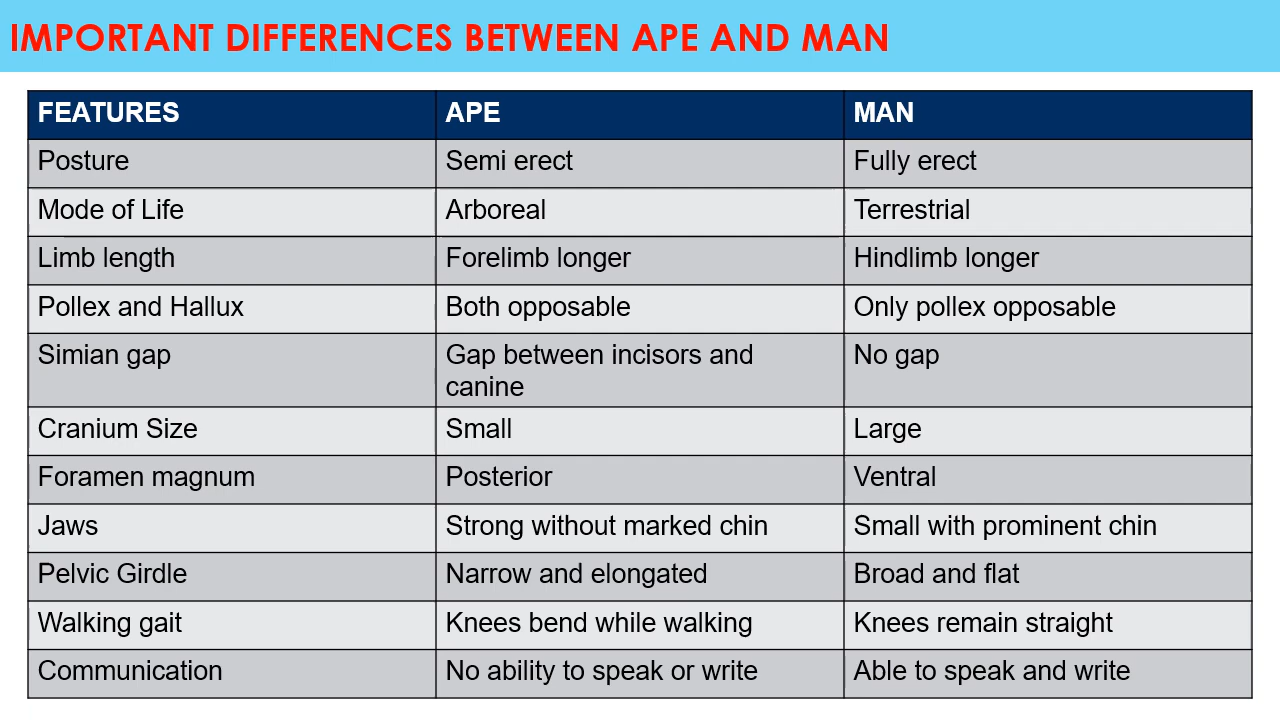 IMPORTANT DIFFERENCES BETWEEN APE AND MAN
FEATURES APE MAN
Posture Semi erect Fully erect
Mode of Life Arboreal Terrestrial
Limb length Forelimb longer Hindlimb longer
Pollex and Hallux Both opposable Only pollex opposable
Simian gap Gap between incisors and No gap
canine
Cranium Size Small Large
Foramen magnum Posterior Ventral
Jaws Strong without marked chin Small with prominent chin
Pelvic Girdle Narrow and elongated Broad and flat
Walking gait Knees bend while walking Knees remain straight
Communication No ability to speak or write Able to speak and write